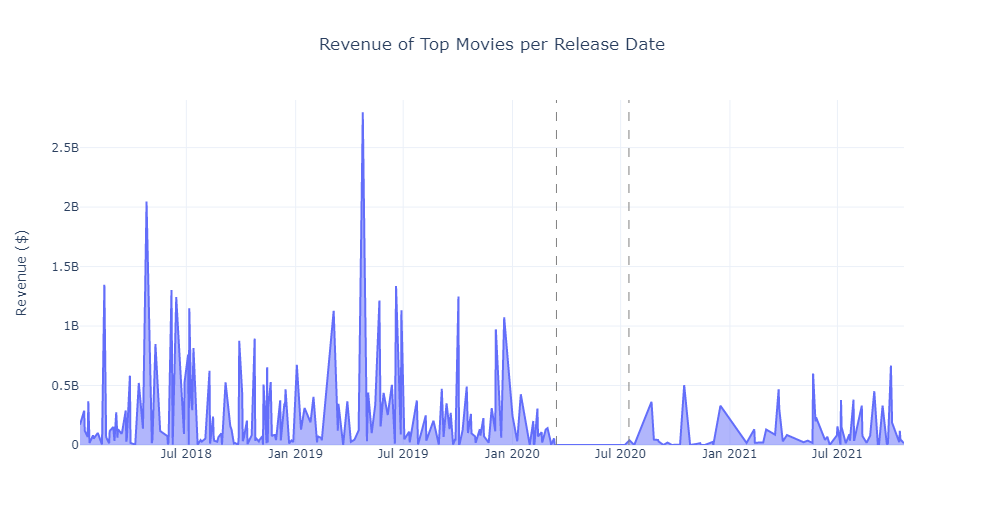 Revenue of Top Movies per Release Date
Revenue ($)
2.5B
2B
1.5B
1B
0.5B
0
Jul 2018
Jan 2019
Jul 2019
Jan 2020
Jul 2020
Jan 2021
Jul 2021